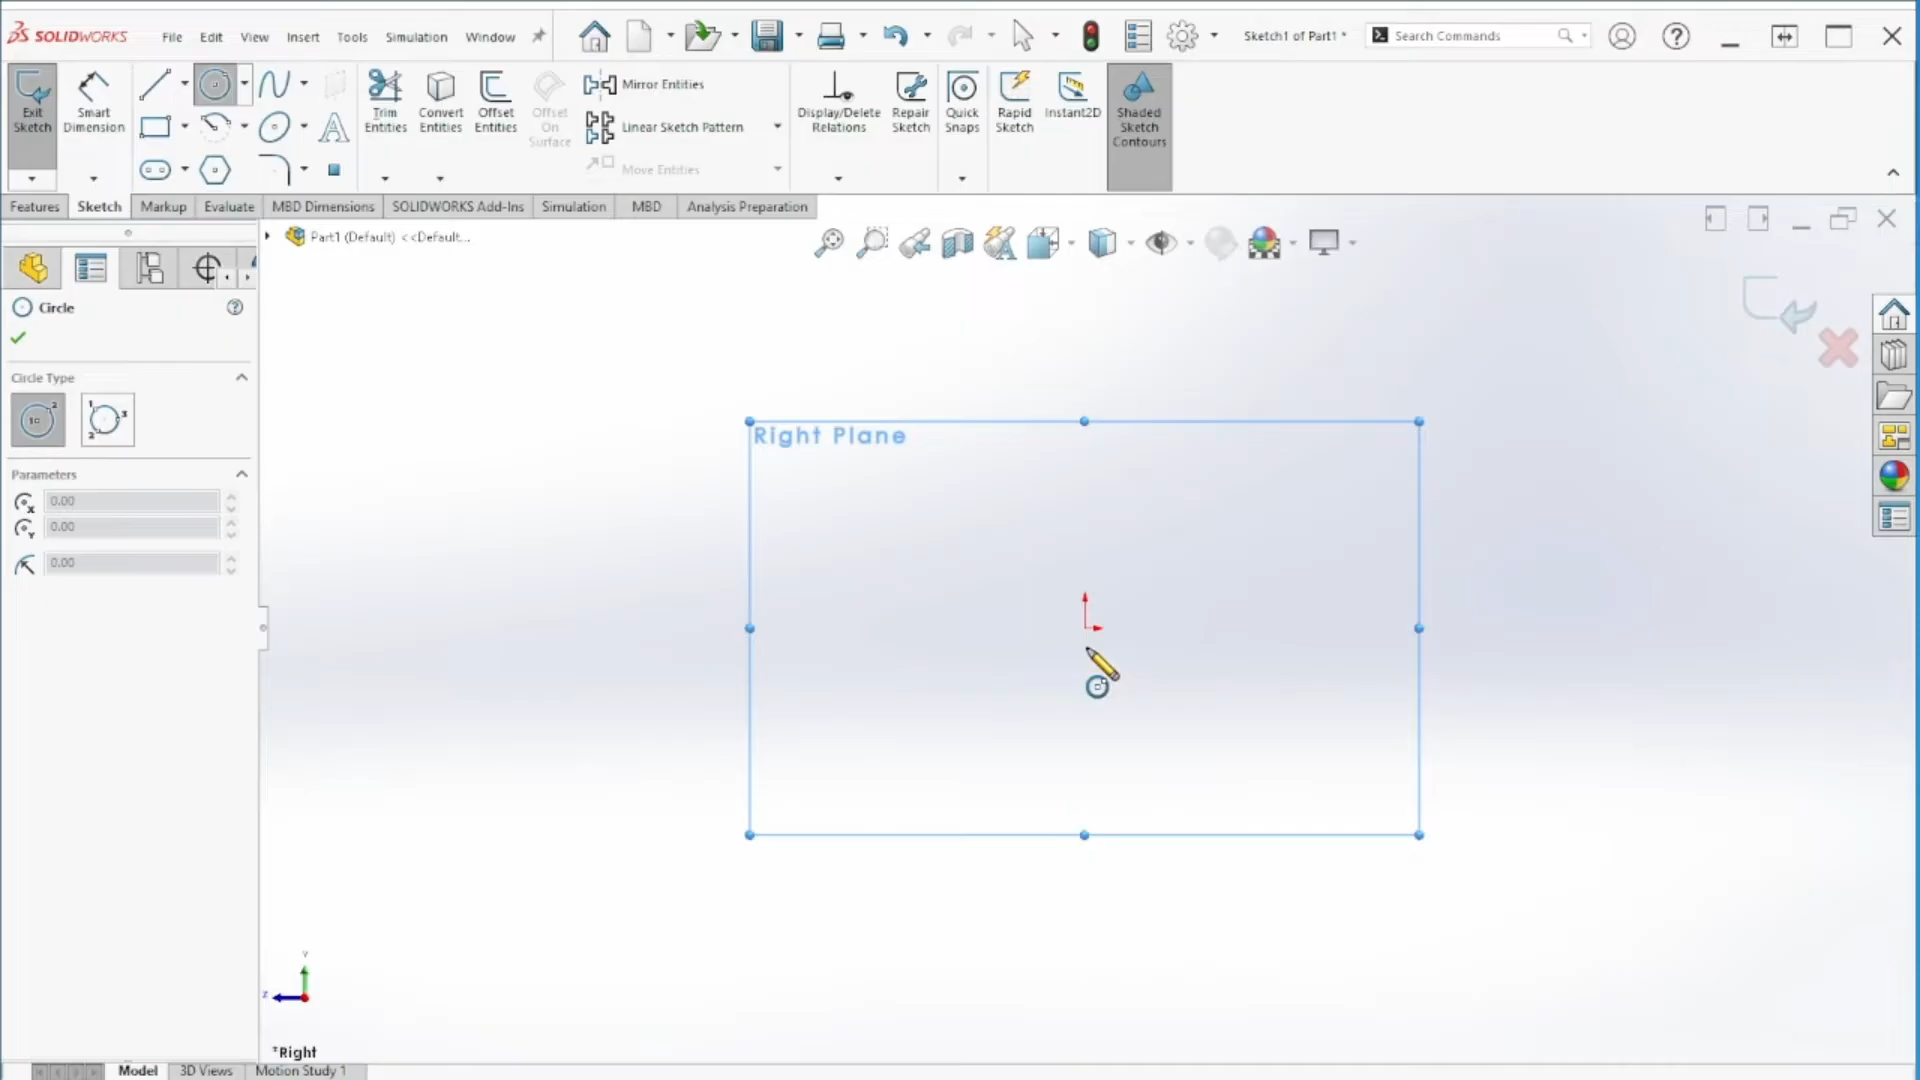 SOLIDWORKS File Edit View Insert Tools Simulation Window Sketch1 of Part1 * Search Commands
Exit Sketch
Smart Dimension
Trim Entities
Convert Entities
Offset Entities
Offset On Surface
Mirror Entities
Linear Sketch Pattern
Move Entities
Display/Delete Relations
Repair Sketch
Quick Snaps
Rapid Sketch
Instant2D
Shaded Sketch Contours
Features Sketch Markup Evaluate MBD Dimensions SOLIDWORKS Add-Ins Simulation MBD Analysis Preparation
Part1 (Default) <<Default...
Circle
Circle Type
Parameters
0.00
0.00
0.00
Right Plane
Y
Z
*Right
Model 3D Views Motion Study 1